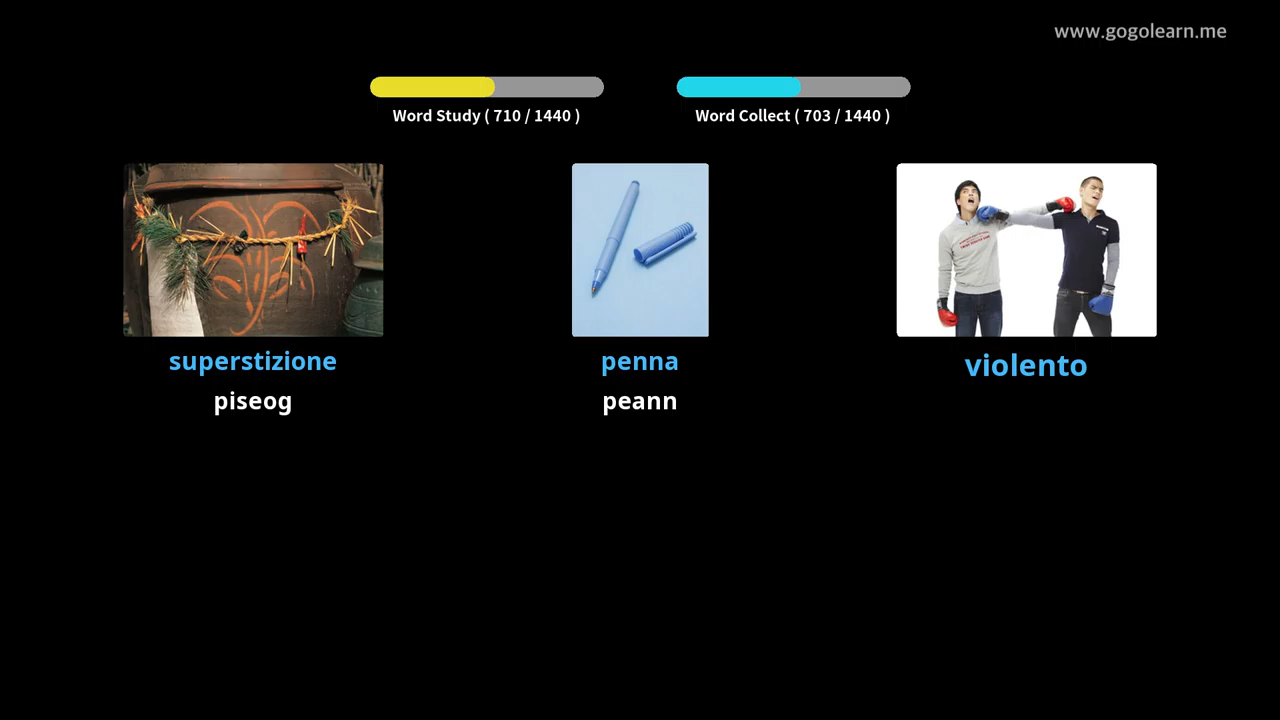 www.gogolearn.me
Word Study ( 710 / 1440 )
Word Collect ( 703 / 1440 )
superstizione
penna
violento
piseog
peann